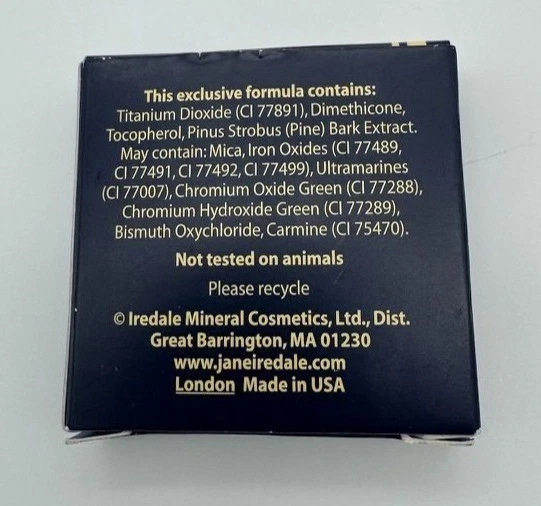 This exclusive formula contains:
Titanium Dioxide (CI 77891), Dimethicone,
Tocopherol, Pinus Strobus (Pine) Bark Extract.
May contain: Mica, Iron Oxides (CI 77489,
CI 77491, CI 77492, CI 77499), Ultramarines
(CI 77007), Chromium Oxide Green (CI 77288),
Chromium Hydroxide Green (CI 77289),
Bismuth Oxychloride, Carmine (CI 75470).
Not tested on animals
Please recycle
© Iredale Mineral Cosmetics, Ltd., Dist.
Great Barrington, MA 01230
www.janeiredale.com
London Made in USA